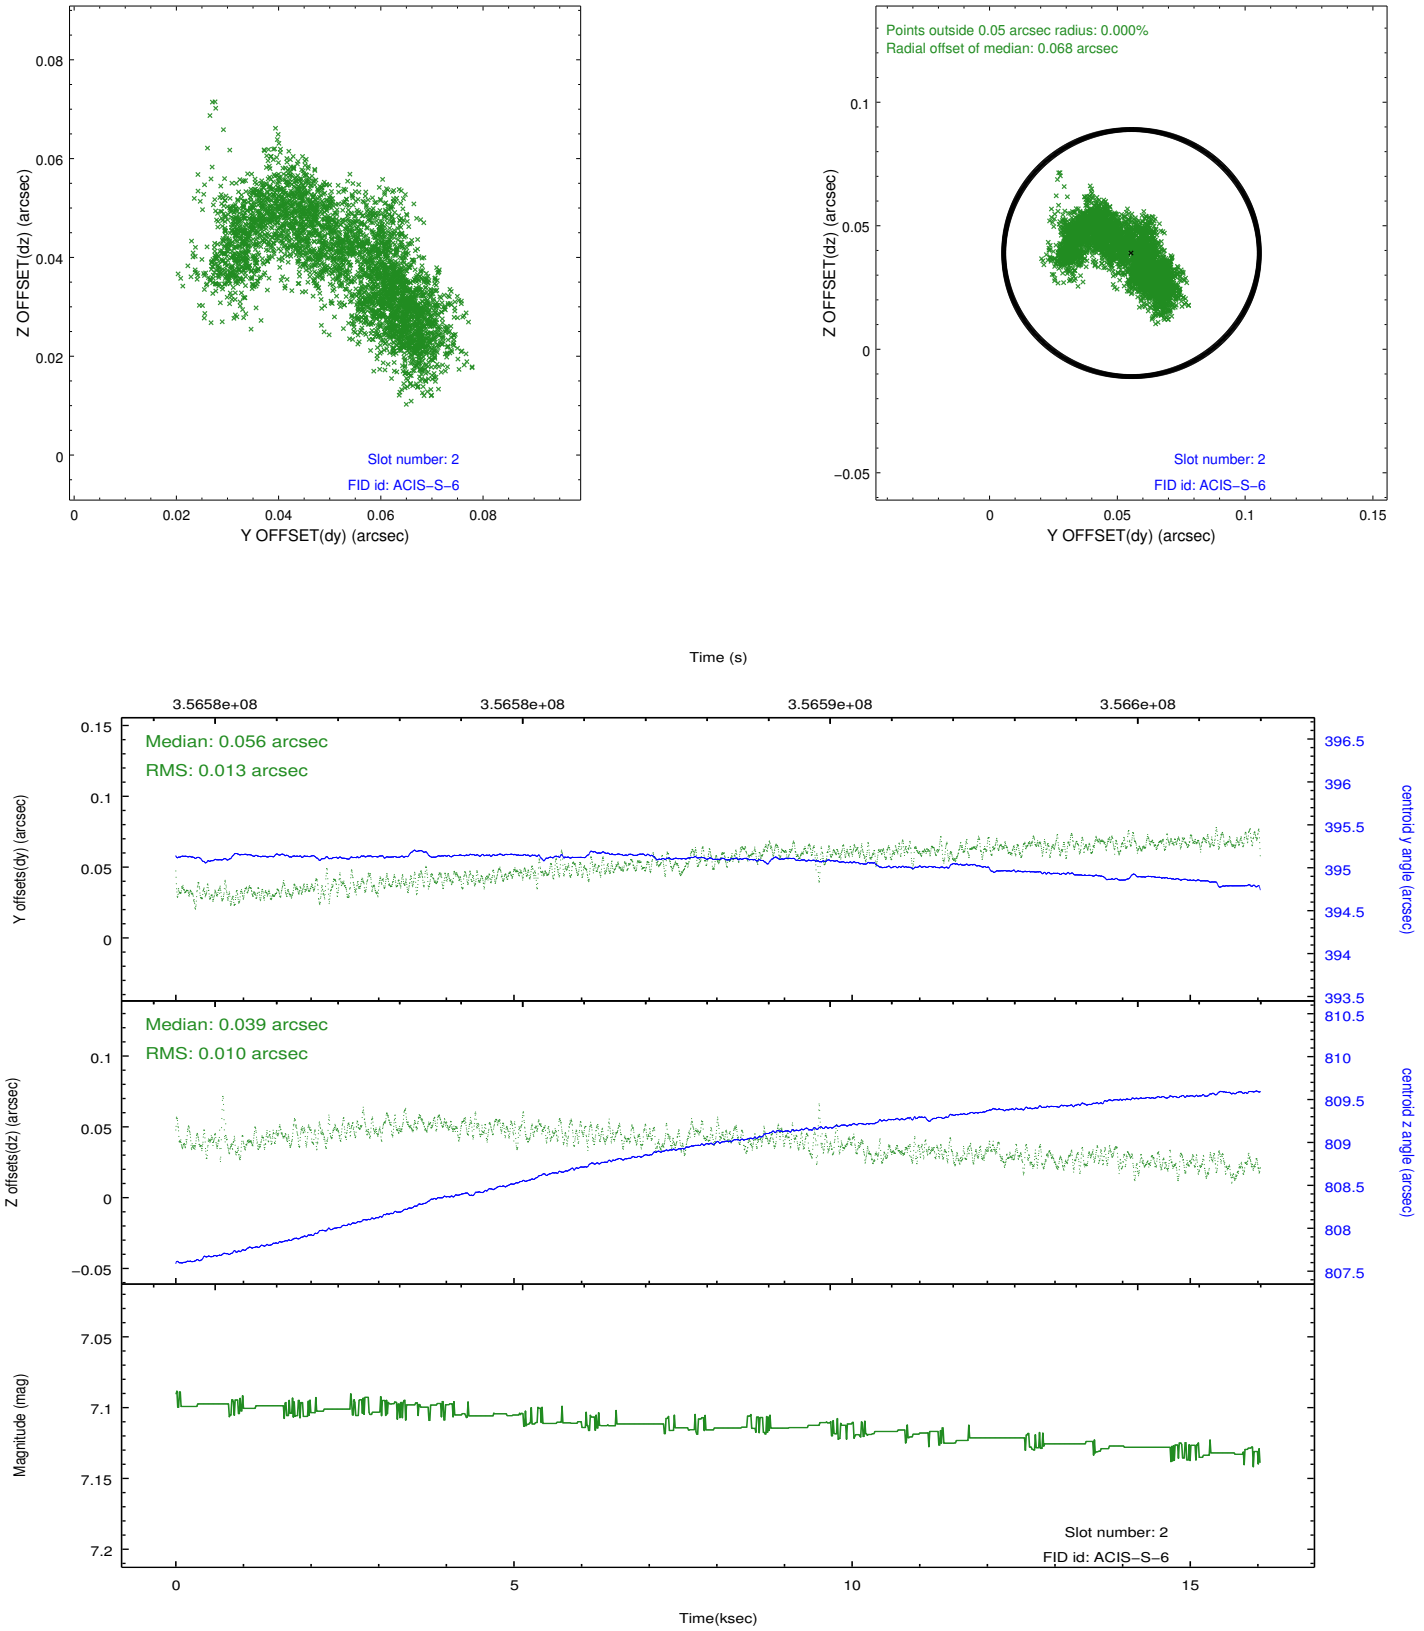 0.08
0.06
0.04
0.02
0
Z OFFSET(dz) (arcsec)
Slot number: 2
FID id: ACIS−S−6
0 0.02 0.04 0.06 0.08
Y OFFSET(dy) (arcsec)
Points outside 0.05 arcsec radius: 0.000%
Radial offset of median: 0.068 arcsec
0.1
0.05
0
−0.05
Z OFFSET(dz) (arcsec)
Slot number: 2
FID id: ACIS−S−6
0 0.05 0.1 0.15
Y OFFSET(dy) (arcsec)
Time (s)
3.5658e+08 3.5658e+08 3.5659e+08 3.566e+08
Median: 0.056 arcsec
RMS: 0.013 arcsec
0.15
0.1
0.05
0
Y offsets(dy) (arcsec)
396.5
396
395.5
395
394.5
394
393.5
centroid y angle (arcsec)
Median: 0.039 arcsec
RMS: 0.010 arcsec
0.1
0.05
0
−0.05
Z offsets(dz) (arcsec)
810.5
810
809.5
809
808.5
808
807.5
centroid z angle (arcsec)
7.05
7.1
7.15
7.2
Magnitude (mag)
Slot number: 2
FID id: ACIS−S−6
0 5 10 15
Time(ksec)